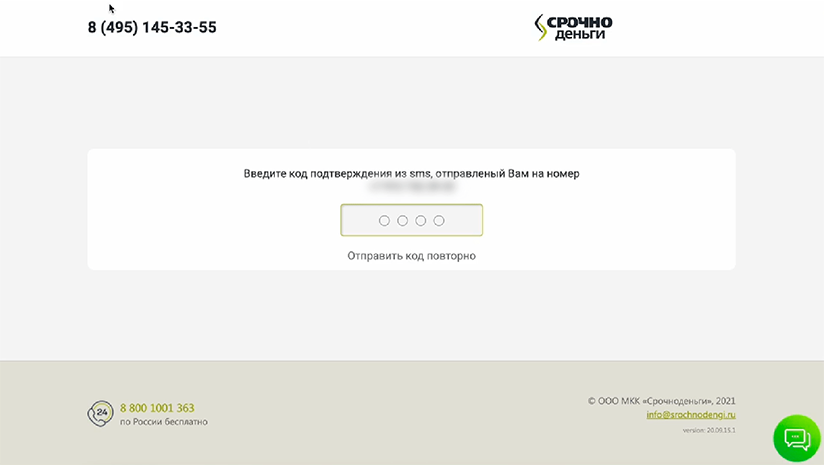 8 (495) 145-33-55
СРОЧНО
деньги
Введите код подтверждения из sms, отправленый Вам на номер
Отправить код повторно
24
8 800 1001 363
по России бесплатно
© ООО МКК «Срочноденьги», 2021
info@srochnodengi.ru
version: 20.09.15.1